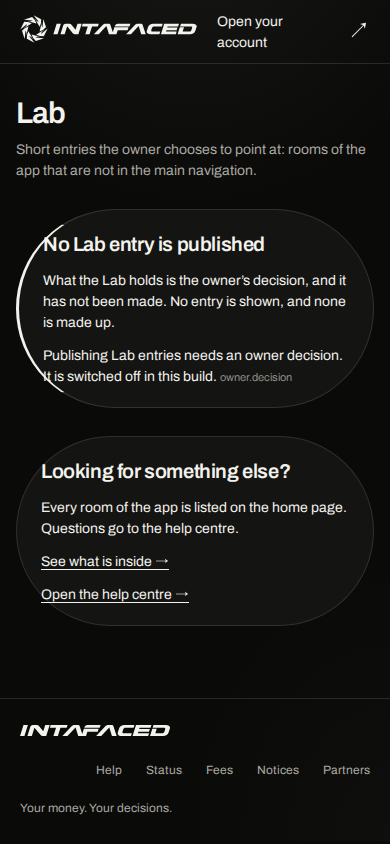 INTAFACED
Open your
account
Lab
Short entries the owner chooses to point at: rooms of the
app that are not in the main navigation.
No Lab entry is published
What the Lab holds is the owner's decision, and it
has not been made. No entry is shown, and none
is made up.
Publishing Lab entries needs an owner decision.
It is switched off in this build. owner.decision
Looking for something else?
Every room of the app is listed on the home page.
Questions go to the help centre.
See what is inside →
Open the help centre →
INTAFACED
Help Status Fees Notices Partners
Your money. Your decisions.